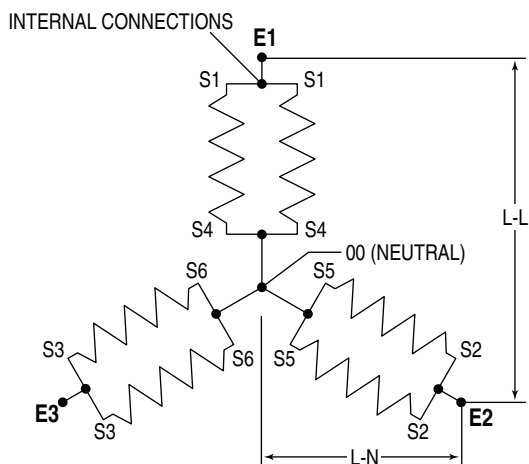 INTERNAL CONNECTIONS
E1
S1 S1
L-L
S4 S4
00 (NEUTRAL)
S6 S5
S3 S6 S5 S2
E3 S3 S2 E2
L-N